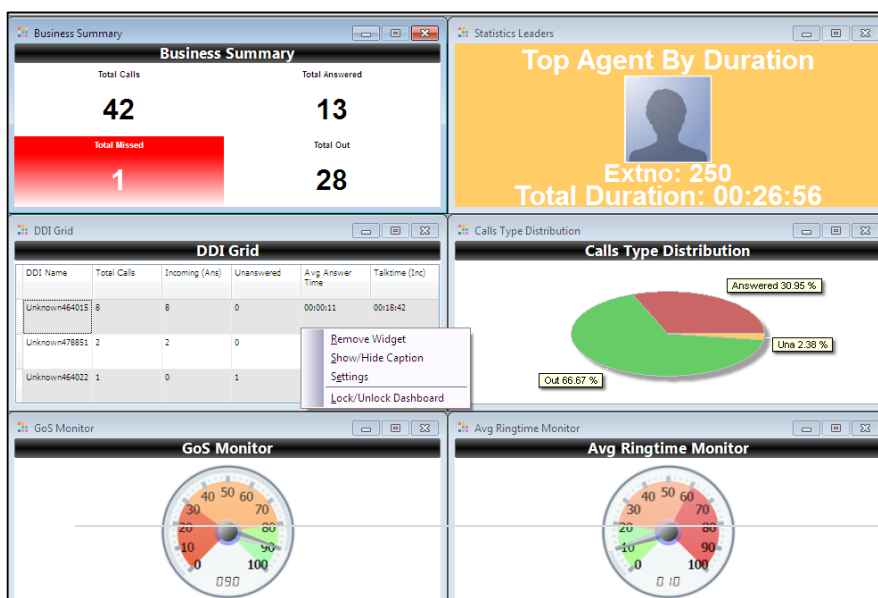 Business Summary
Business Summary
Total Calls
Total Answered
42
13
Total Missed
Total Out
1
28
Statistics Leaders
Top Agent By Duration
Extno: 250
Total Duration: 00:26:56
DDI Grid
DDI Grid
DDI Name Total Calls Incoming (Ans) Unanswered Avg Answer Time Talktime (Inc)
Unknown464015 8 8 0 00:00:11 00:18:42
Unknown478851 2 2 0
Unknown464022 1 0 1
Remove Widget
Show/Hide Caption
Settings
Lock/Unlock Dashboard
Calls Type Distribution
Calls Type Distribution
Answered 30.95 %
Una 2.38 %
Out 66.67 %
GoS Monitor
GoS Monitor
0 10 20 30 40 50 60 70 80 90 100
090
Avg Ringtime Monitor
Avg Ringtime Monitor
0 10 20 30 40 50 60 70 80 90 100
010